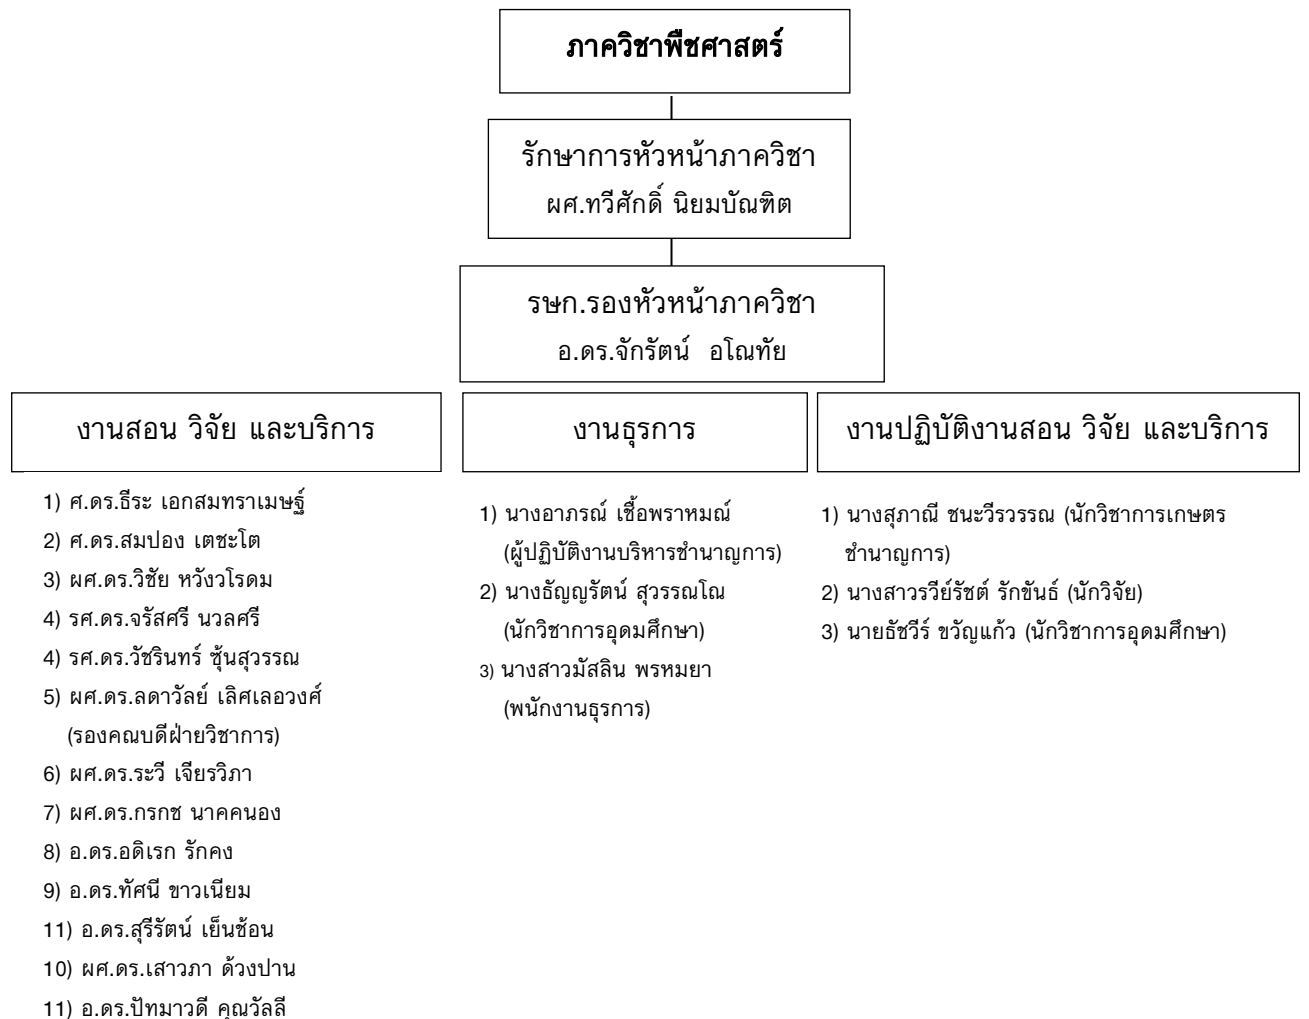 ภาควิชาพืชศาสตร์
รักษาการหัวหน้าภาควิชา
ผศ.ทวีศักดิ์ นิยมบัณฑิต
รษก.รองหัวหน้าภาควิชา
อ.ดร.จักรัตน์ อโณทัย
งานสอน วิจัย และบริการ
1) ศ.ดร.ธีระ เอกสมทราเมษฐ์
2) ศ.ดร.สมปอง เตชะโต
3) ผศ.ดร.วิชัย หวังวโรดม
4) รศ.ดร.จรัสศรี นวลศรี
4) รศ.ดร.วัชรินทร์ ซุ้นสุวรรณ
5) ผศ.ดร.ลดาวัลย์ เลิศเลอวงศ์
(รองคณบดีฝ่ายวิชาการ)
6) ผศ.ดร.ระวี เจียรวิภา
7) ผศ.ดร.กรกช นาคคนอง
8) อ.ดร.อดิเรก รักคง
9) อ.ดร.ทัศนี ขาวเนียม
11) อ.ดร.สุรีรัตน์ เย็นช้อน
10) ผศ.ดร.เสาวภา ด้วงปาน
11) อ.ดร.ปัทมาวดี คุณวัลลี
งานธุรการ
1) นางอาภรณ์ เชื้อพราหมณ์
(ผู้ปฏิบัติงานบริหารชำนาญการ)
2) นางธัญญรัตน์ สุวรรณโณ
(นักวิชาการอุดมศึกษา)
3) นางสาวมัสลิน พรหมยา
(พนักงานธุรการ)
งานปฏิบัติงานสอน วิจัย และบริการ
1) นางสุภาณี ชนะวีรวรรณ (นักวิชาการเกษตร
ชำนาญการ)
2) นางสาวรวีย์รัชต์ รักขันธ์ (นักวิจัย)
3) นายธัชวีร์ ขวัญแก้ว (นักวิชาการอุดมศึกษา)